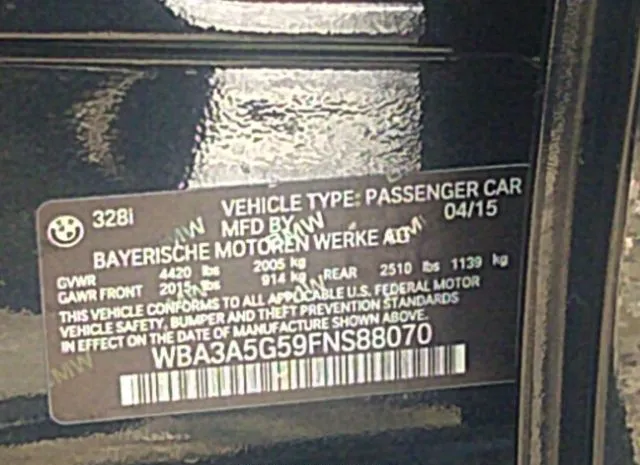 328i VEHICLE TYPE: PASSENGER CAR
MFD BY 04/15
BAYERISCHE MOTOREN WERKE AG
GVWR 4420 lbs 2005 kg
GAWR FRONT 2015 lbs 914 kg REAR 2510 lbs 1139 kg
THIS VEHICLE CONFORMS TO ALL APPLICABLE U.S. FEDERAL MOTOR
VEHICLE SAFETY, BUMPER AND THEFT PREVENTION STANDARDS
IN EFFECT ON THE DATE OF MANUFACTURE SHOWN ABOVE.
WBA3A5G59FNS88070